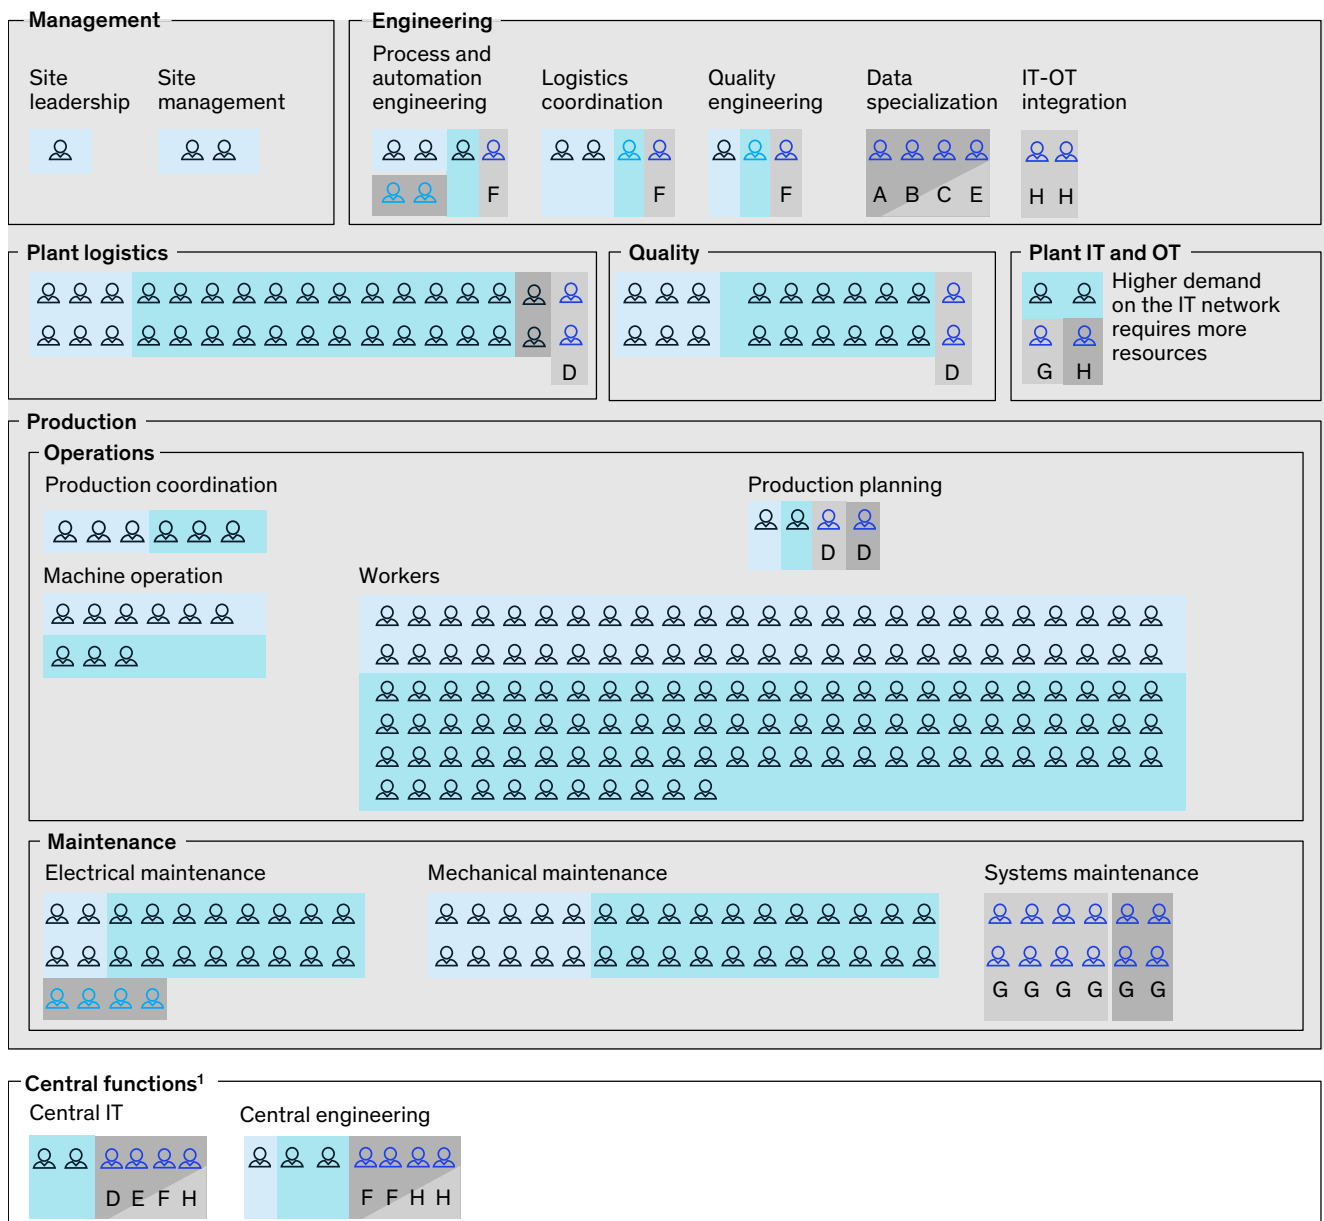 Management
Site
leadership
Site
management
Engineering
Process and
automation
engineering
F
Logistics
coordination
F
Quality
engineering
F
Data
specialization
A B C E
IT-OT
integration
H H
Plant logistics
D
Quality
D
Plant IT and OT
Higher demand
on the IT network
requires more
resources
G H
Production
Operations
Production coordination
Production planning
D D
Machine operation
Workers
Maintenance
Electrical maintenance
Mechanical maintenance
Systems maintenance
G G G G G G
Central functions¹
Central IT
D E F H
Central engineering
F F H H